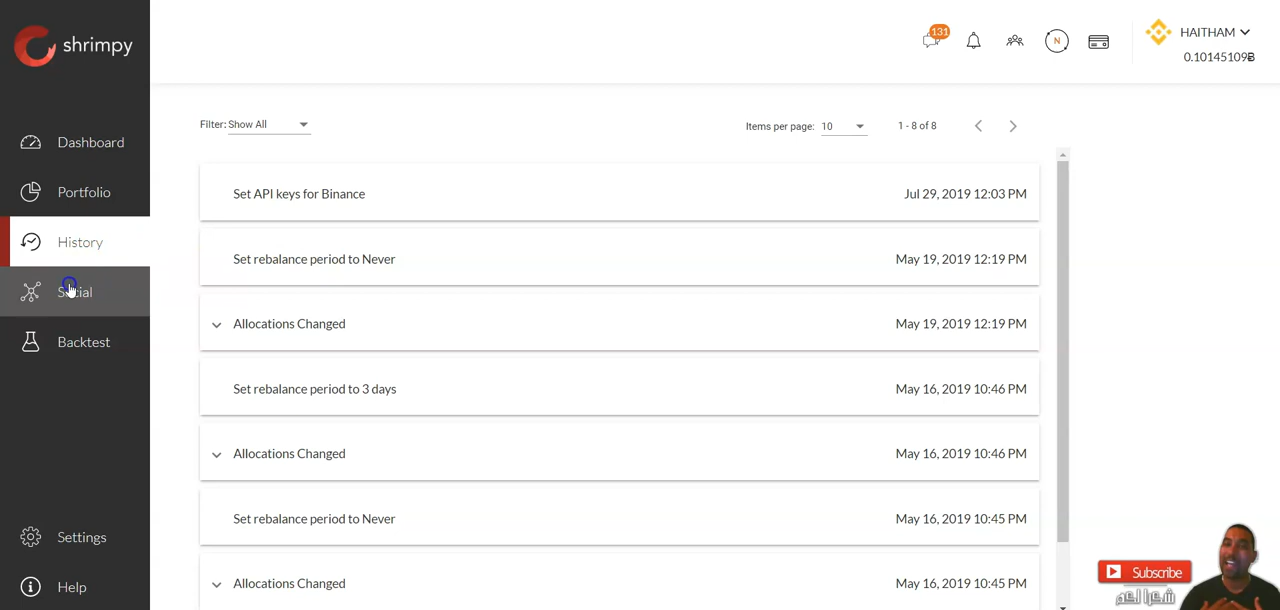 shrimpy
131
N
HAITHAM
0.10145109Ƀ
Dashboard
Portfolio
History
Social
Backtest
Settings
Help
Filter: Show All
Items per page: 10
1 - 8 of 8
Set API keys for Binance Jul 29, 2019 12:03 PM
Set rebalance period to Never May 19, 2019 12:19 PM
Allocations Changed May 19, 2019 12:19 PM
Set rebalance period to 3 days May 16, 2019 10:46 PM
Allocations Changed May 16, 2019 10:46 PM
Set rebalance period to Never May 16, 2019 10:45 PM
Allocations Changed May 16, 2019 10:45 PM
Subscribe
شكرا لكم